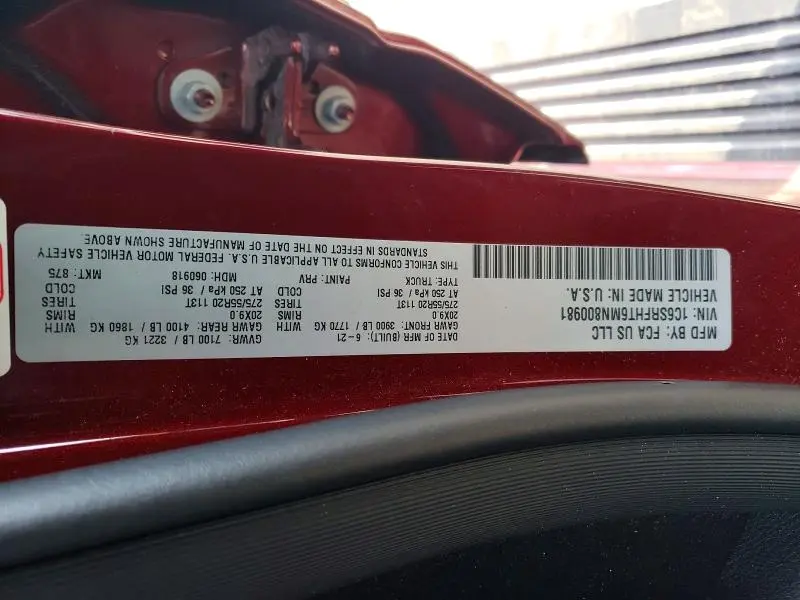 MFD BY: FCA US LLC
DATE OF MFR (BUILT): 6-21 GVWR: 7100 LB / 3221 KG
VIN: 1C6SRFHT6MN800981
GAWR FRONT: 3900 LB / 1770 KG WITH GAWR REAR: 4100 LB / 1860 KG WITH
20X9.0 RIMS 20X9.0 RIMS
VEHICLE MADE IN: U.S.A.
275/55R20 113T TIRES 275/55R20 113T TIRES
AT 250 kPa / 36 PSI COLD AT 250 kPa / 36 PSI COLD
TYPE: TRUCK PAINT: PRV MDH: 060918 MKT: 875
THIS VEHICLE CONFORMS TO ALL APPLICABLE U.S.A. FEDERAL MOTOR VEHICLE SAFETY
STANDARDS IN EFFECT ON THE DATE OF MANUFACTURE SHOWN ABOVE.